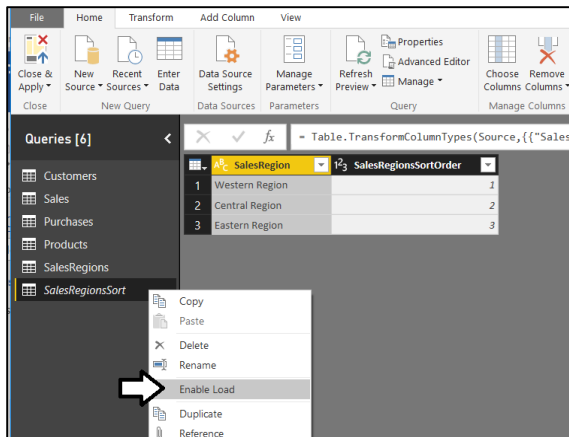 File Home Transform Add Column View
Close & Apply
New Source
Recent Sources
Enter Data
Data Source Settings
Manage Parameters
Refresh Preview
Properties
Advanced Editor
Manage
Choose Columns
Remove Columns
Close New Query Data Sources Parameters Query Manage Columns
Queries [6] < fx = Table.TransformColumnTypes(Source,{{"Sales
ABC SalesRegion 123 SalesRegionsSortOrder
1 Western Region 1
2 Central Region 2
3 Eastern Region 3
Customers
Sales
Purchases
Products
SalesRegions
SalesRegionsSort
Copy
Paste
Delete
Rename
Enable Load
Duplicate
Reference